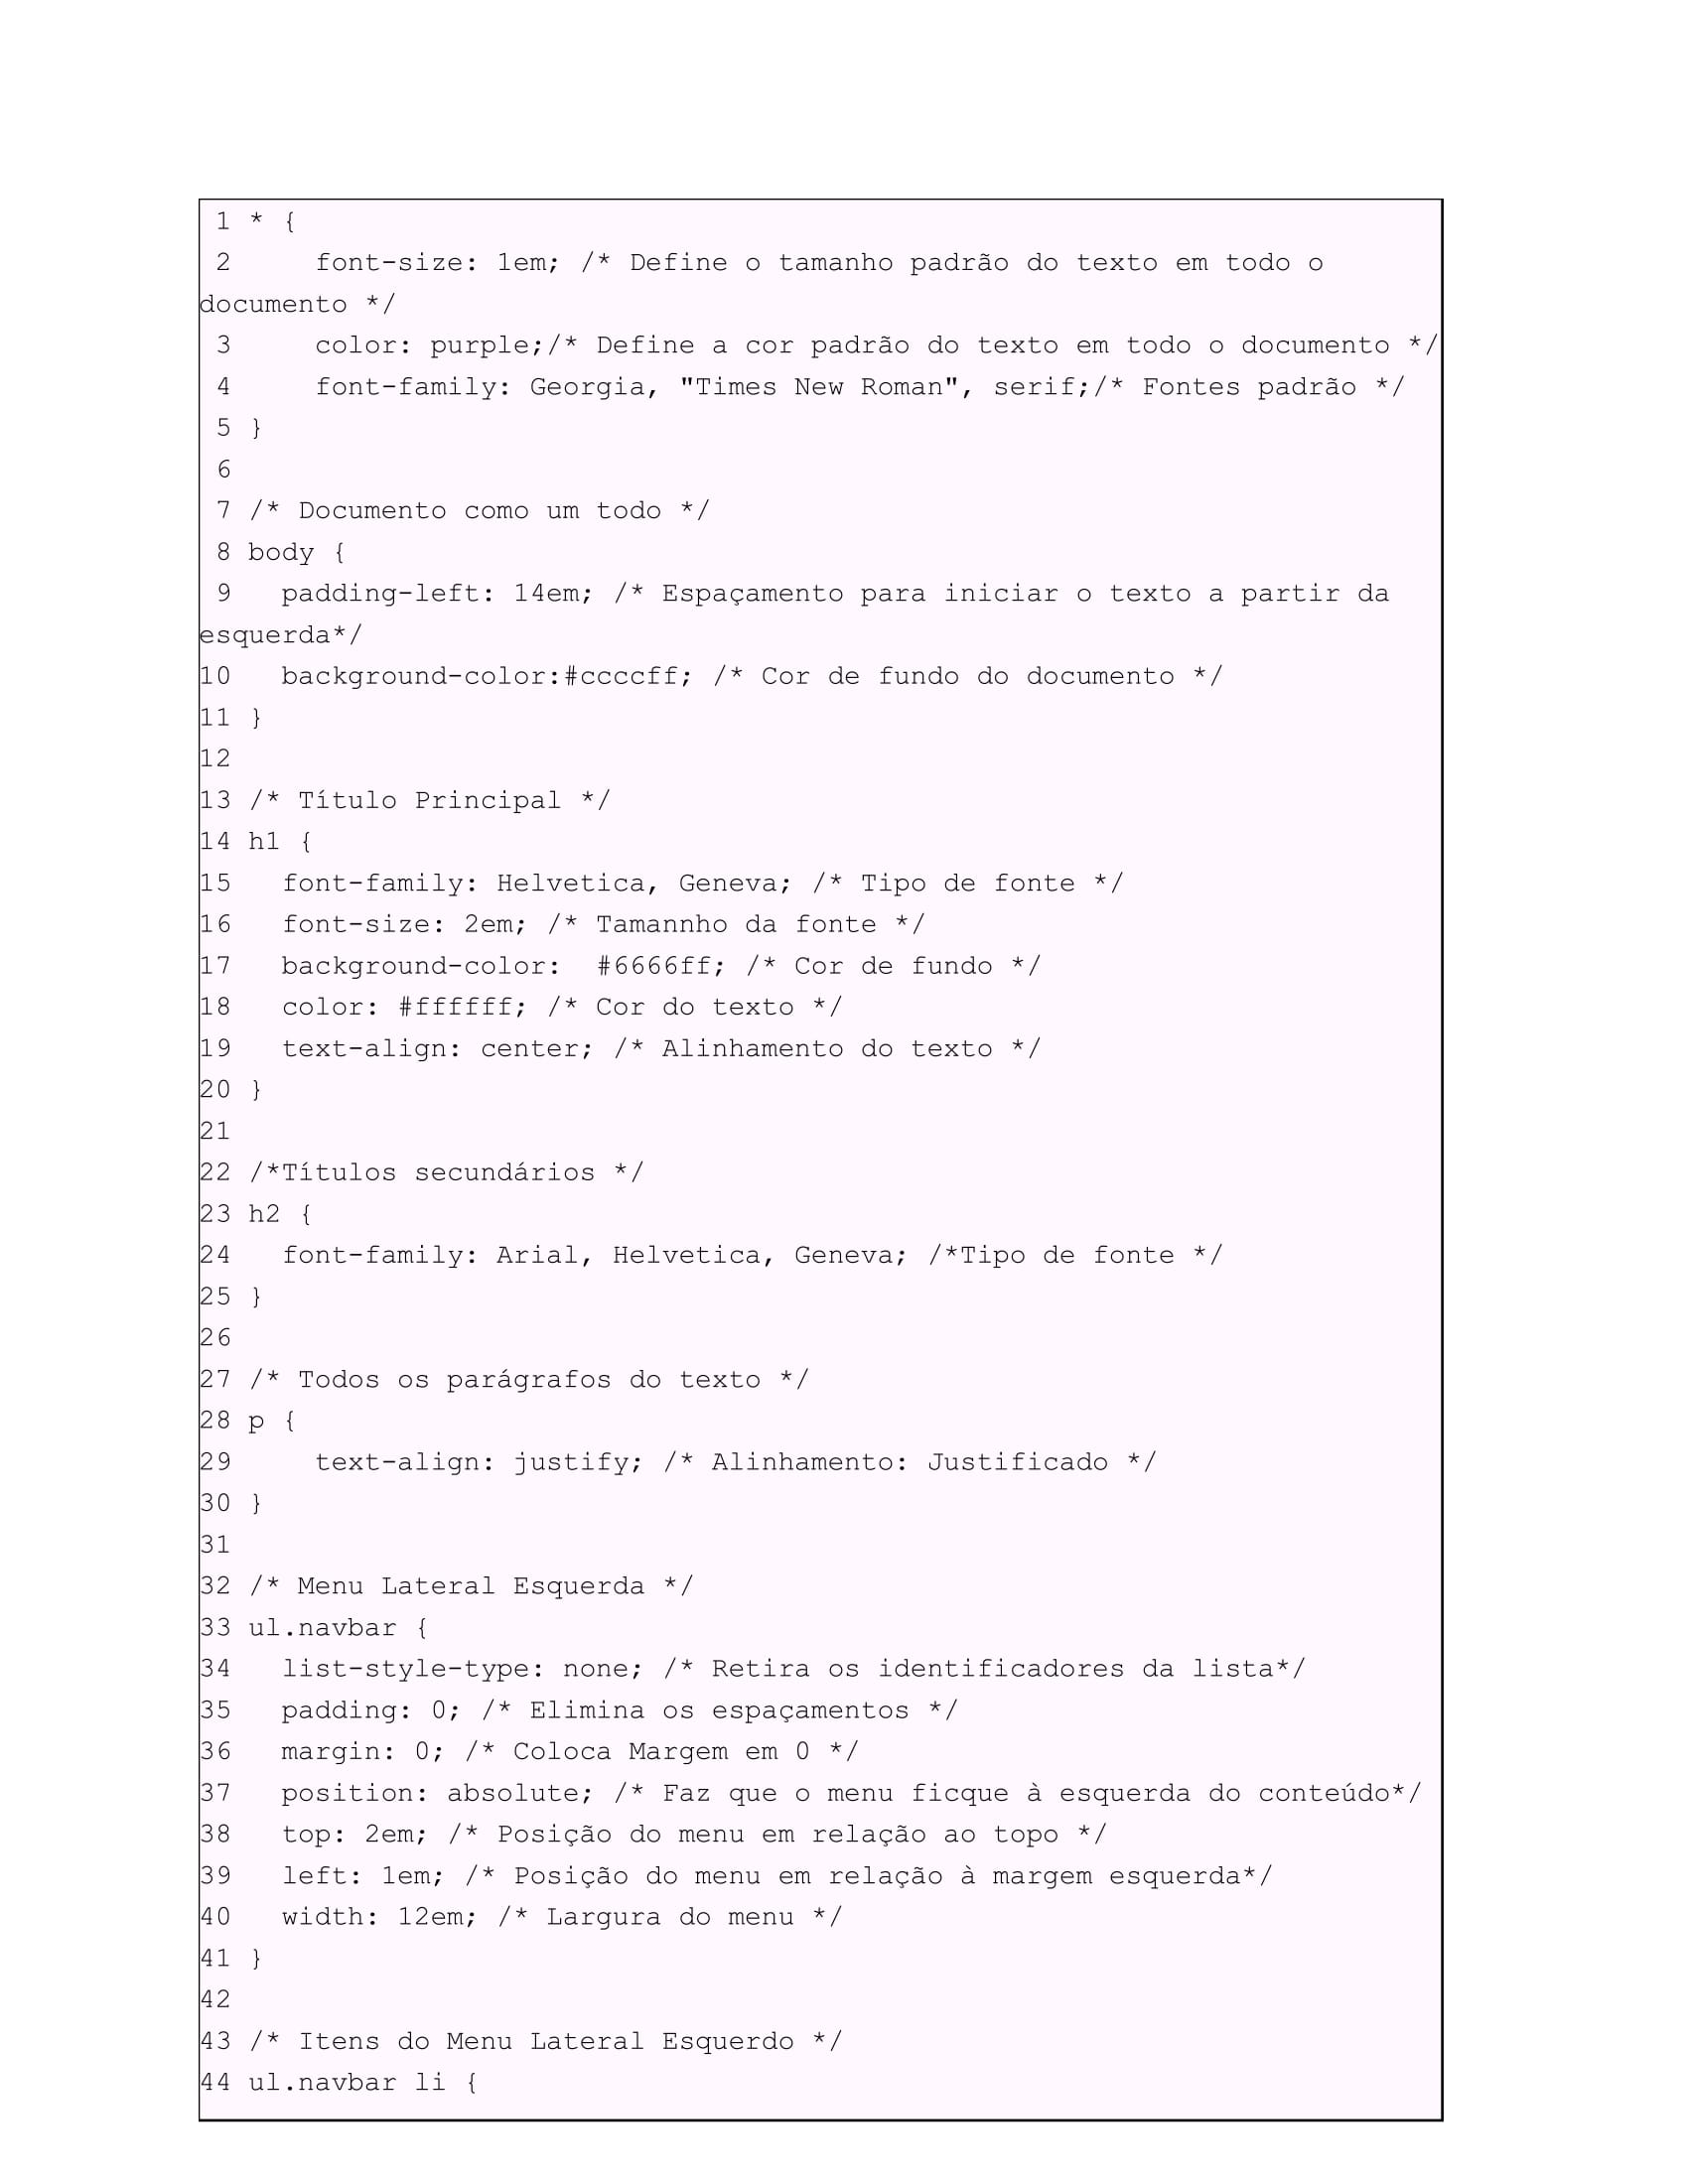 1 * {
2     font-size: 1em; /* Define o tamanho padrão do texto em todo o
documento */
3     color: purple;/* Define a cor padrão do texto em todo o documento */
4     font-family: Georgia, "Times New Roman", serif;/* Fontes padrão */
5 }
6
7 /* Documento como um todo */
8 body {
9   padding-left: 14em; /* Espaçamento para iniciar o texto a partir da
esquerda*/
10   background-color:#ccccff; /* Cor de fundo do documento */
11 }
12
13 /* Título Principal */
14 h1 {
15   font-family: Helvetica, Geneva; /* Tipo de fonte */
16   font-size: 2em; /* Tamannho da fonte */
17   background-color:  #6666ff; /* Cor de fundo */
18   color: #ffffff; /* Cor do texto */
19   text-align: center; /* Alinhamento do texto */
20 }
21
22 /*Títulos secundários */
23 h2 {
24   font-family: Arial, Helvetica, Geneva; /*Tipo de fonte */
25 }
26
27 /* Todos os parágrafos do texto */
28 p {
29     text-align: justify; /* Alinhamento: Justificado */
30 }
31
32 /* Menu Lateral Esquerda */
33 ul.navbar {
34   list-style-type: none; /* Retira os identificadores da lista*/
35   padding: 0; /* Elimina os espaçamentos */
36   margin: 0; /* Coloca Margem em 0 */
37   position: absolute; /* Faz que o menu ficque à esquerda do conteúdo*/
38   top: 2em; /* Posição do menu em relação ao topo */
39   left: 1em; /* Posição do menu em relação à margem esquerda*/
40   width: 12em; /* Largura do menu */
41 }
42
43 /* Itens do Menu Lateral Esquerdo */
44 ul.navbar li {